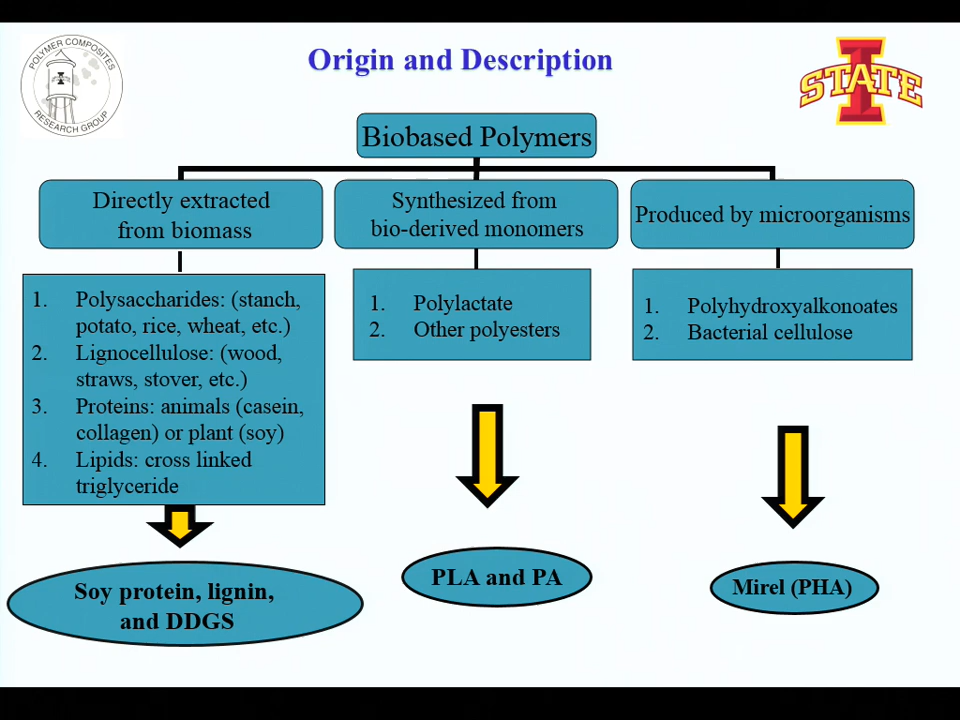 POLYMER COMPOSITES
RESEARCH GROUP
Origin and Description
STATE
Biobased Polymers
Directly extracted
from biomass
Synthesized from
bio-derived monomers
Produced by microorganisms
1. Polysaccharides: (stanch,
potato, rice, wheat, etc.)
2. Lignocellulose: (wood,
straws, stover, etc.)
3. Proteins: animals (casein,
collagen) or plant (soy)
4. Lipids: cross linked
triglyceride
1. Polylactate
2. Other polyesters
1. Polyhydroxyalkonoates
2. Bacterial cellulose
Soy protein, lignin,
and DDGS
PLA and PA
Mirel (PHA)